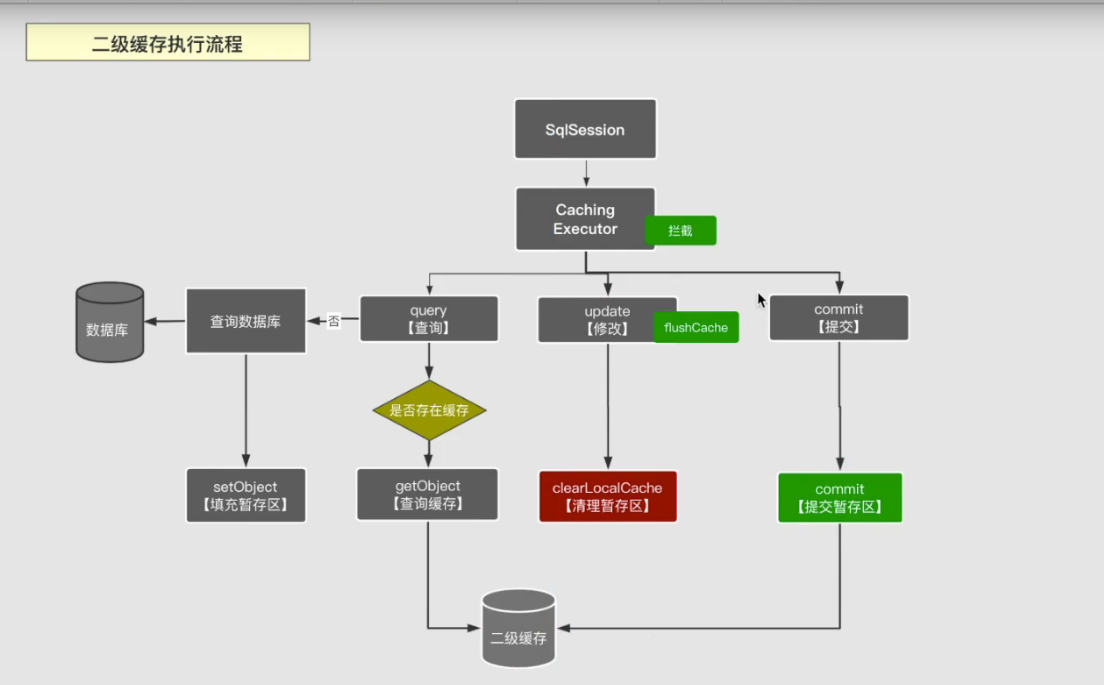 二级缓存执行流程
SqlSession
Caching
Executor
拦截
query
【查询】
update
【修改】
flushCache
commit
【提交】
否
查询数据库
数据库
是否存在缓存
setObject
【填充暂存区】
getObject
【查询缓存】
clearLocalCache
【清理暂存区】
commit
【提交暂存区】
二级缓存